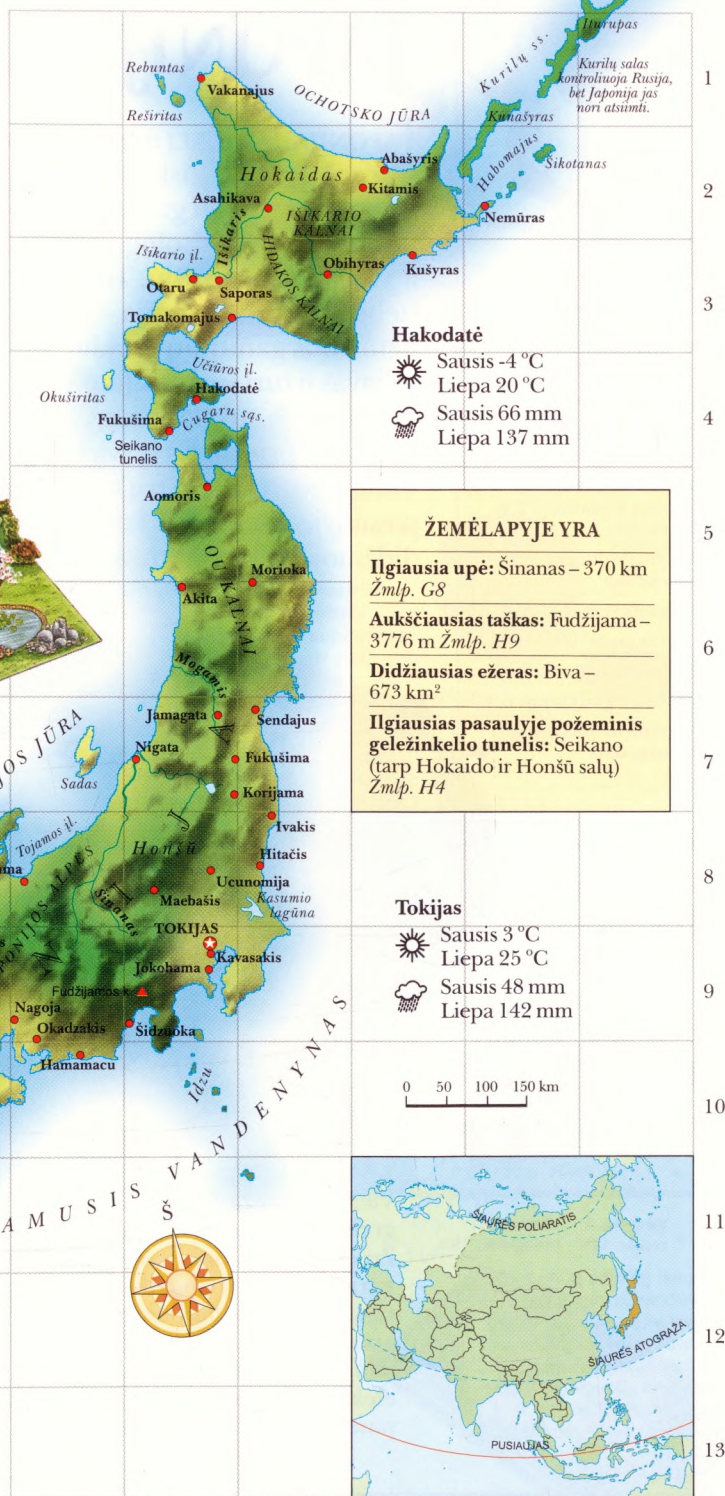 Iturupas
Kurilų ss.
Kurilų salas
kontroliuoja Rusija,
bet Japonija jas
nori atsiimti.
1
Rebuntas
Vakanajus
Reširitas
OCHOTSKO JŪRA
Kunašyras
Habomajus
Šikotanas
Abašyris
Hokaidas
Kitamis
2
Asahikava
IŠIKARIO
KALNAI
Nemūras
Išikaris
HIDAKOS KALNAI
Išikario įl.
Obihyras
Kušyras
Otaru
Saporas
3
Tomakomajus
Hakodatė
Sausis -4 °C
Liepa 20 °C
Sausis 66 mm
Liepa 137 mm
Učiūros įl.
Okuširitas
Hakodatė
4
Fukušima
Cugaru sąs.
Seikano
tunelis
Aomoris
5
ŽEMĖLAPYJE YRA
Ilgiausia upė: Šinanas – 370 km
Žmlp. G8
Aukščiausias taškas: Fudžijama –
3776 m Žmlp. H9
Didžiausias ežeras: Biva –
673 km²
Ilgiausias pasaulyje požeminis
geležinkelio tunelis: Seikano
(tarp Hokaido ir Honšū salų)
Žmlp. H4
OU KALNAI
Morioka
Akita
6
Mogamis
Jamagata
Sendajus
JOS JŪRA
Nigata
Fukušima
7
Sadas
Korijama
Tojamos įl.
Ivakis
J
Honšū
Hitačis
ama
Ucunomija
8
Maebašis
Kasumio
lagūna
Šinanas
PONIJOS ALPĖS
TOKIJAS
Kavasakis
Jokohama
Tokijas
Sausis 3 °C
Liepa 25 °C
Sausis 48 mm
Liepa 142 mm
9
Fudžijamos k.
Nagoja
Okadzakis
Šidzuoka
Hamamacu
Idzu
0 50 100 150 km
10
AMUSIS VANDENYNAS
Š
11
ŠIAURĖS POLIARATIS
12
ŠIAURĖS ATOGRĄŽA
PUSIAUJAS
13